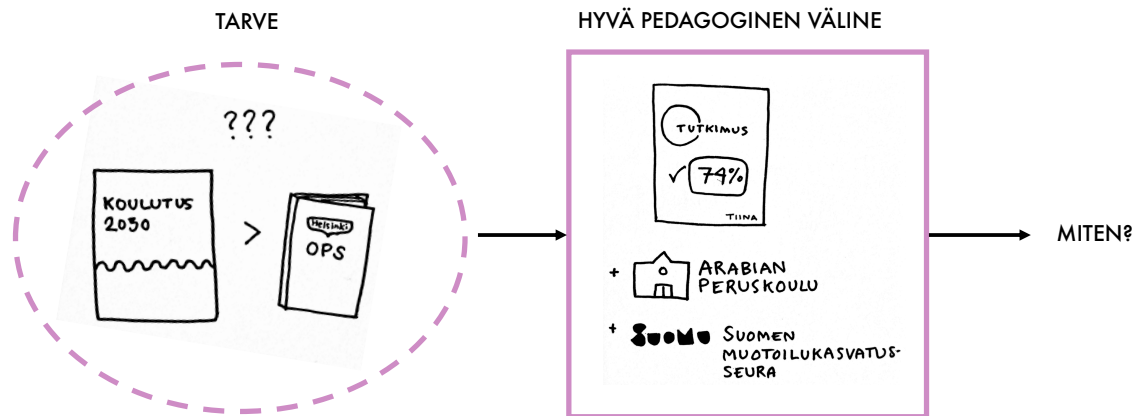 TARVE
???
KOULUTUS
2030
>
Helsinki
OPS
HYVÄ PEDAGOGINEN VÄLINE
TUTKIMUS
✓ 74%
TIINA
+ ARABIAN
PERUSKOULU
+ SUOMU SUOMEN
MUOTOILUKASVATUS-
SEURA
MITEN?